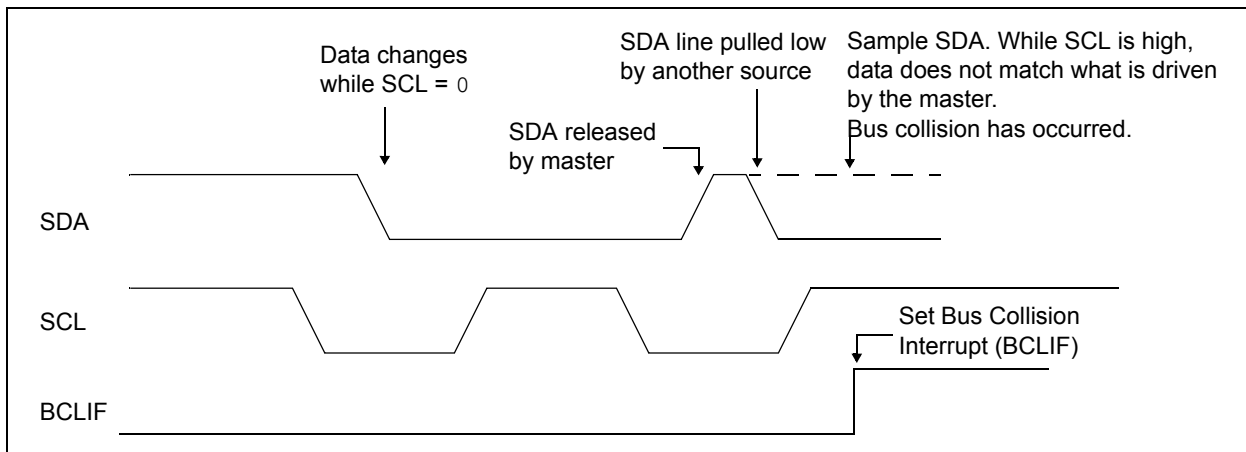 Data changes
while SCL = 0
SDA released
by master
SDA line pulled low
by another source
Sample SDA. While SCL is high,
data does not match what is driven
by the master.
Bus collision has occurred.
SDA
SCL
Set Bus Collision
Interrupt (BCLIF)
BCLIF